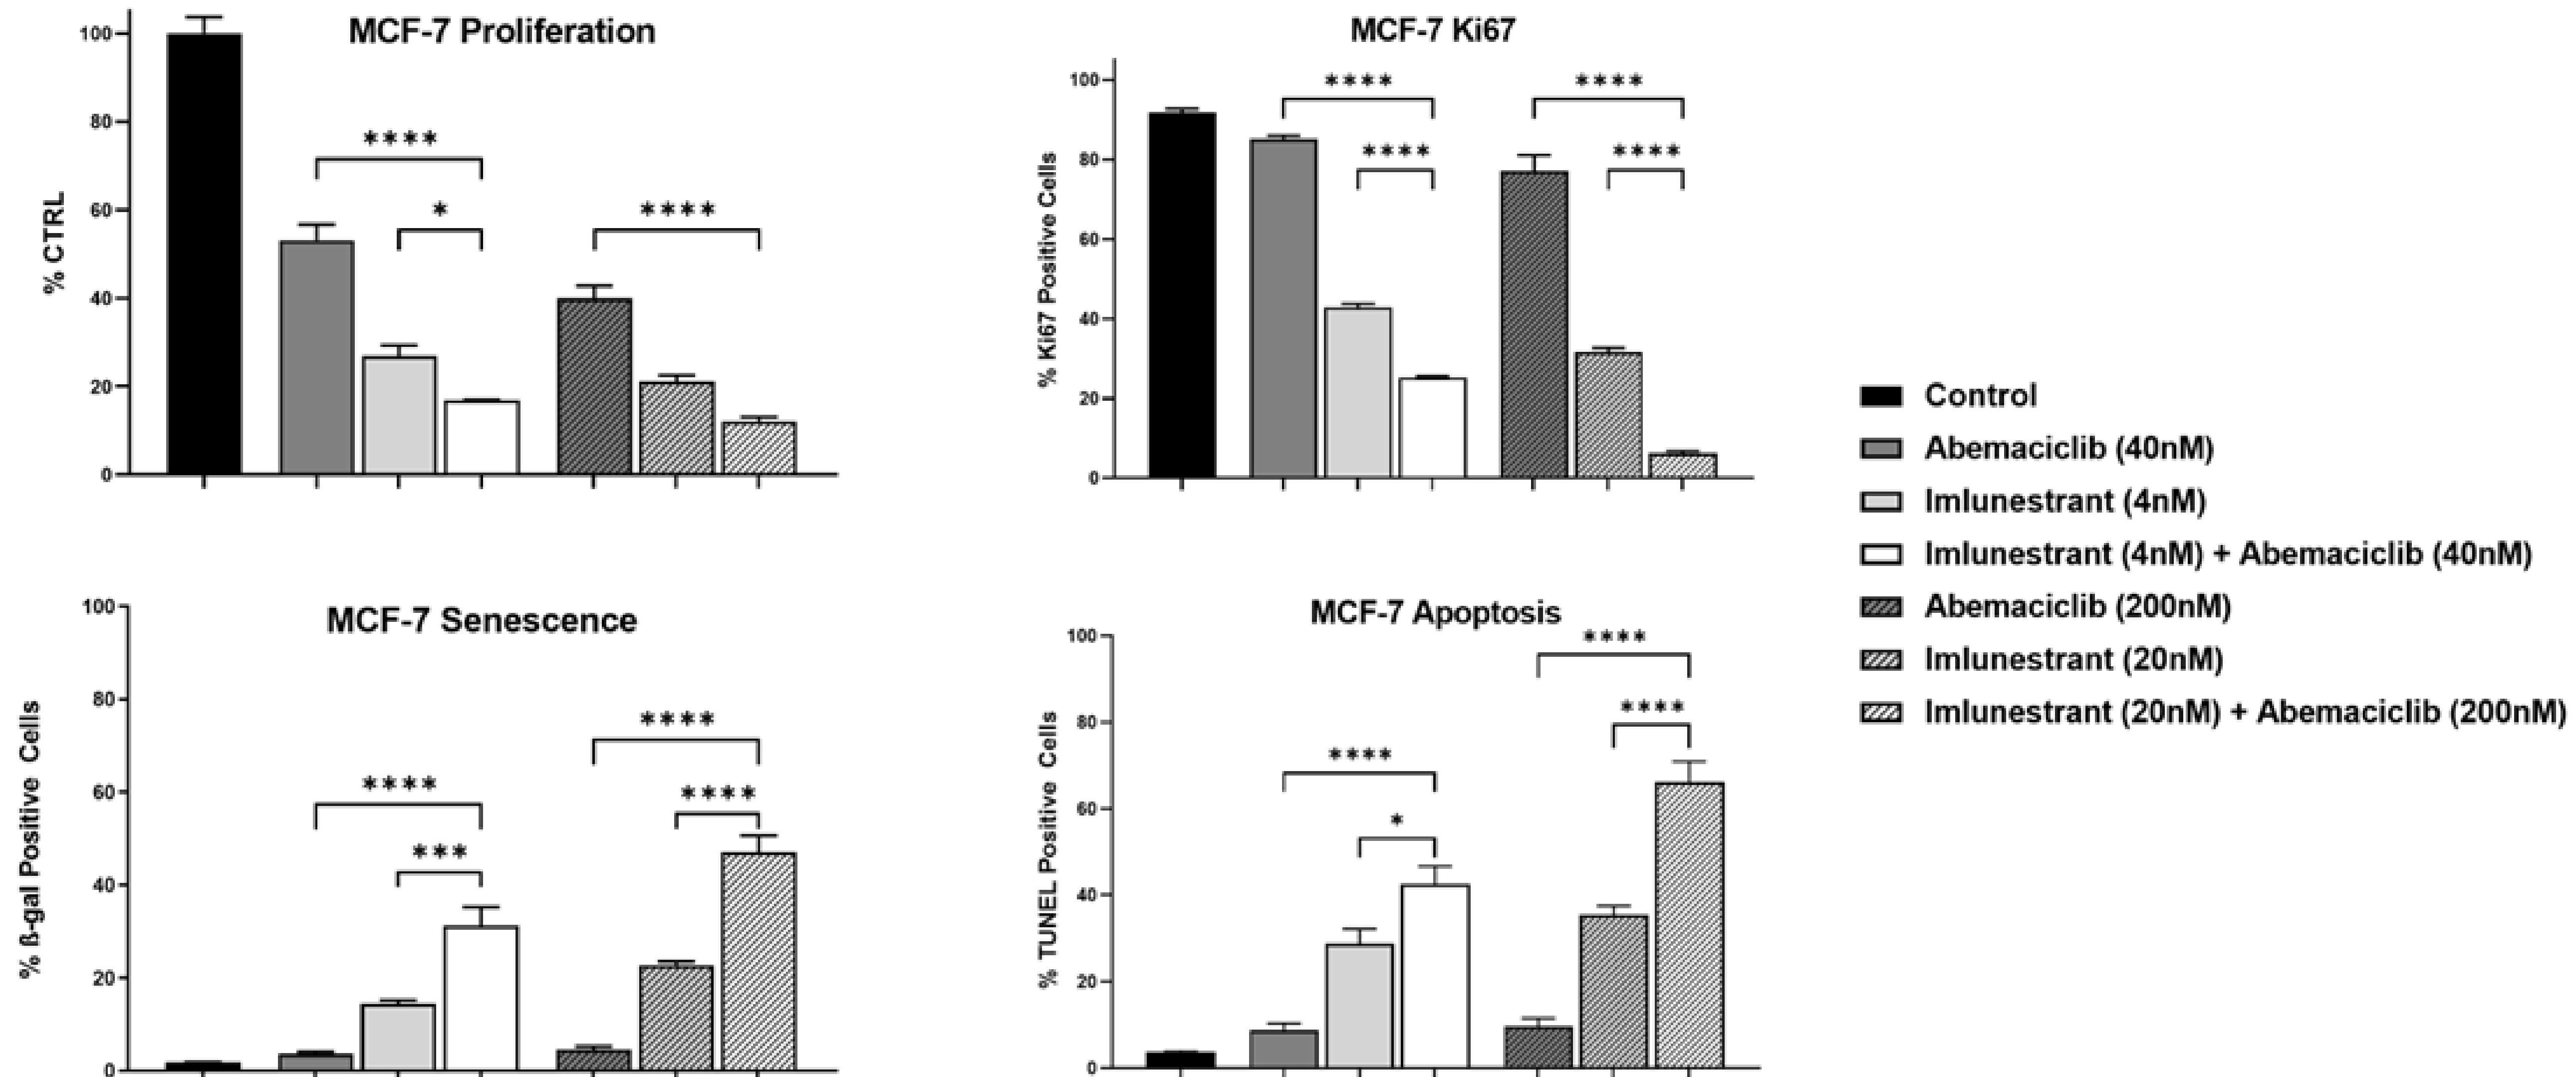 MCF-7 Proliferation
% CTRL
100
80
60
40
20
0
****
*
****
MCF-7 Ki67
% Ki67 Positive Cells
100
80
60
40
20
0
****
****
****
****
MCF-7 Senescence
% ß-gal Positive Cells
100
80
60
40
20
0
****
***
****
****
MCF-7 Apoptosis
% TUNEL Positive Cells
100
80
60
40
20
0
****
*
****
****
Control
Abemaciclib (40nM)
Imlunestrant (4nM)
Imlunestrant (4nM) + Abemaciclib (40nM)
Abemaciclib (200nM)
Imlunestrant (20nM)
Imlunestrant (20nM) + Abemaciclib (200nM)